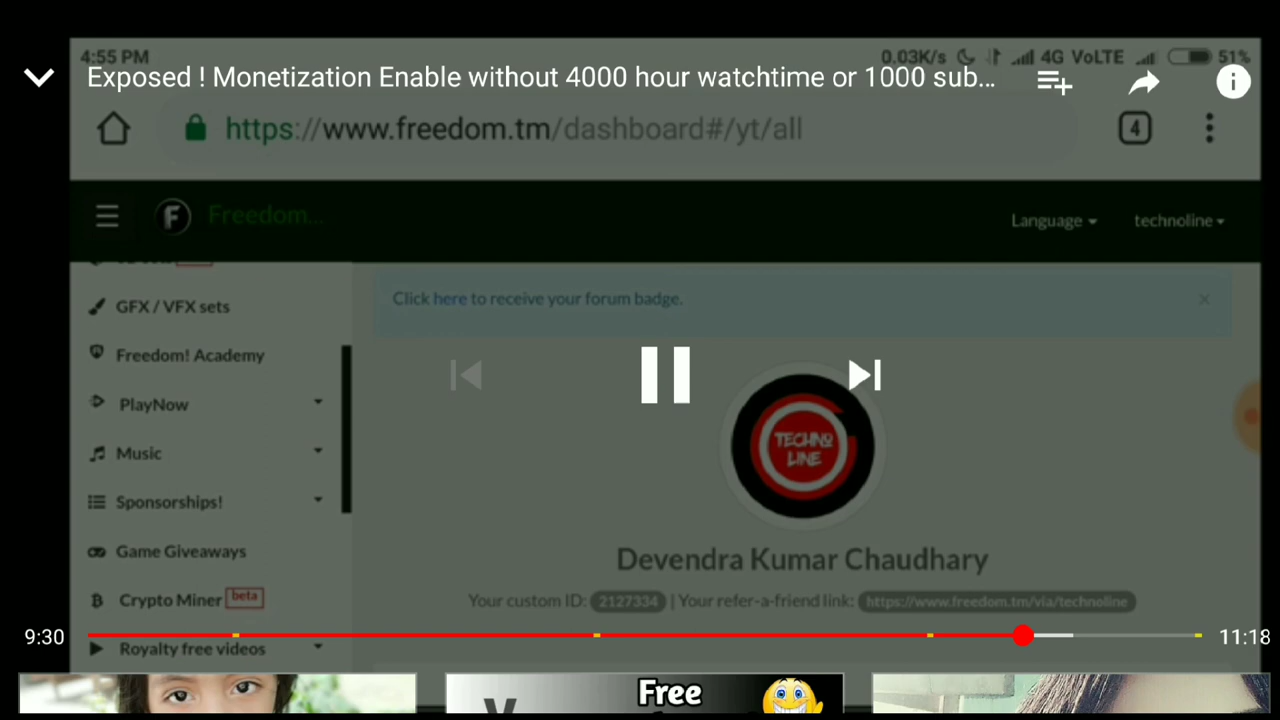 4:55 PM
0.03K/s 4G VoLTE 51%
Exposed ! Monetization Enable without 4000 hour watchtime or 1000 sub...
https://www.freedom.tm/dashboard#/yt/all
4
F Freedom...
Language
technoline
GFX / VFX sets
Click here to receive your forum badge.
Freedom! Academy
PlayNow
Music
TECHNO
LINE
Sponsorships!
Game Giveaways
Devendra Kumar Chaudhary
Crypto Miner beta
Your custom ID: 2127334 | Your refer-a-friend link: https://www.freedom.tm/via/technoline
9:30
11:18
Royalty free videos
Free